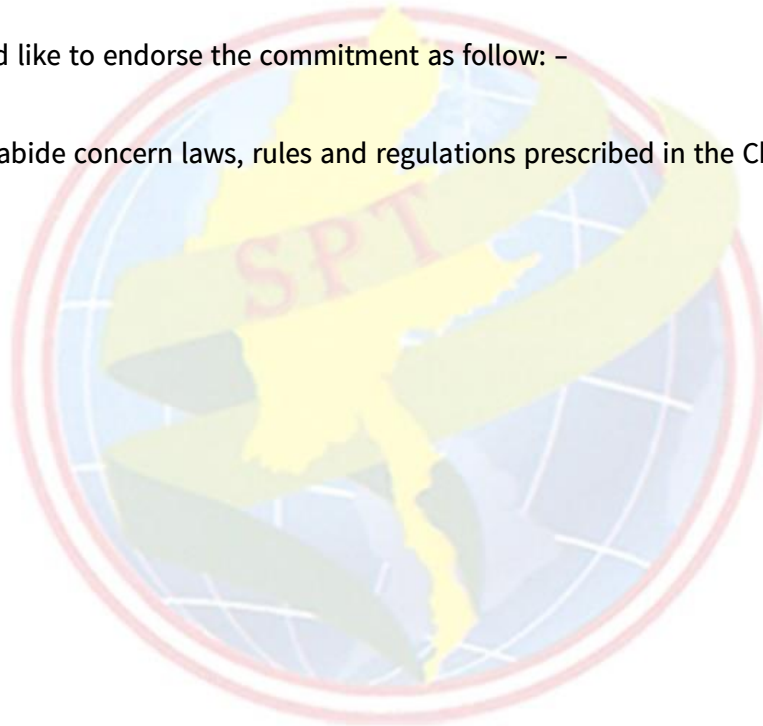 d like to endorse the commitment as follow: –
abide concern laws, rules and regulations prescribed in the Cl
SPT